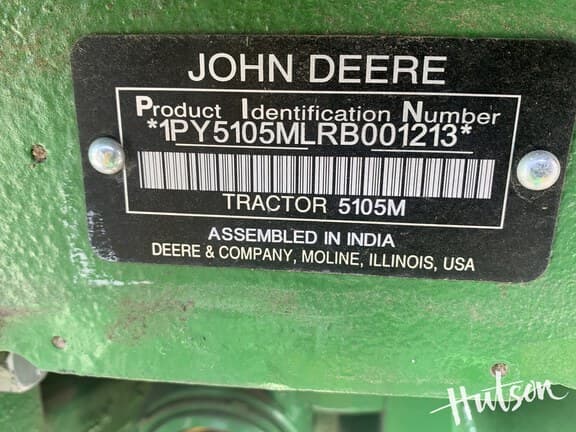 JOHN DEERE
Product Identification Number
*1PY5105MLRB001213*
TRACTOR 5105M
ASSEMBLED IN INDIA
DEERE & COMPANY, MOLINE, ILLINOIS, USA
Hutson